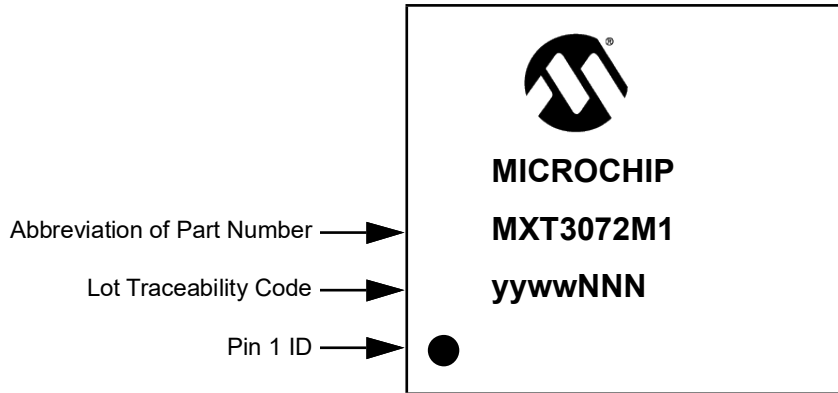 ®
MICROCHIP
Abbreviation of Part Number MXT3072M1
Lot Traceability Code yywwNNN
Pin 1 ID